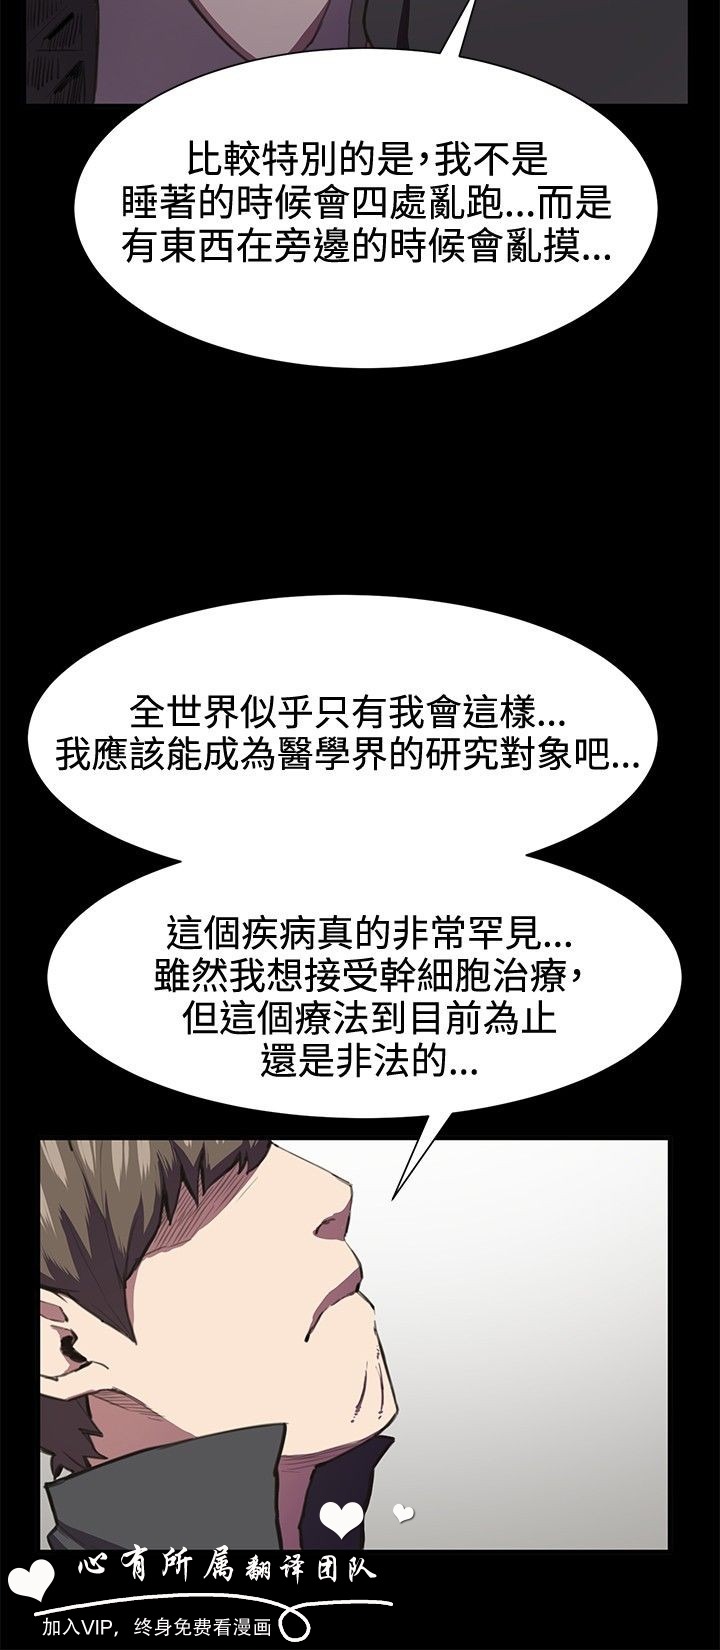 比較特別的是，我不是
睡著的時候會四處亂跑...而是
有東西在旁邊的時候會亂摸...
全世界似乎只有我會這樣...
我應該能成為醫學界的研究對象吧...
這個疾病真的非常罕見...
雖然我想接受幹細胞治療，
但這個療法到目前為止
還是非法的...
心有所属翻译团队
加入VIP，终身免费看漫画